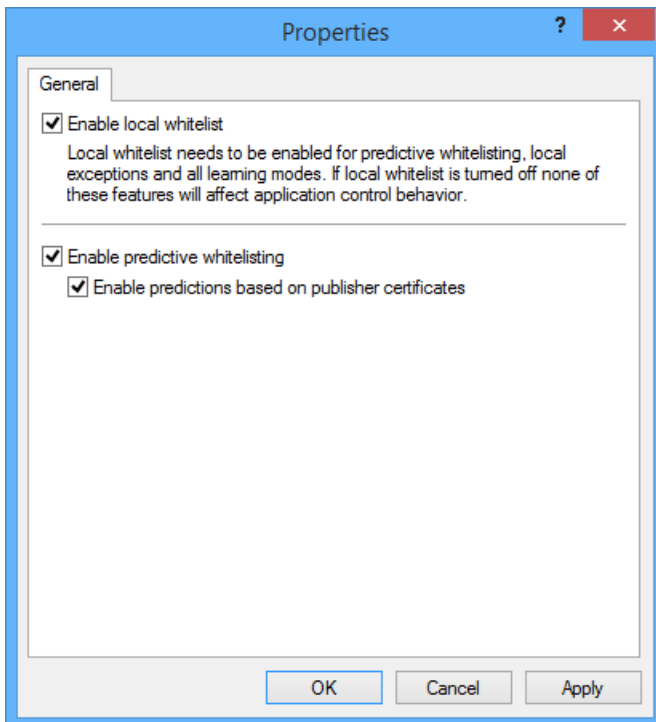 Properties
?
General
Enable local whitelist
Local whitelist needs to be enabled for predictive whitelisting, local
exceptions and all learning modes. If local whitelist is turned off none of
these features will affect application control behavior.
Enable predictive whitelisting
Enable predictions based on publisher certificates
OK Cancel Apply